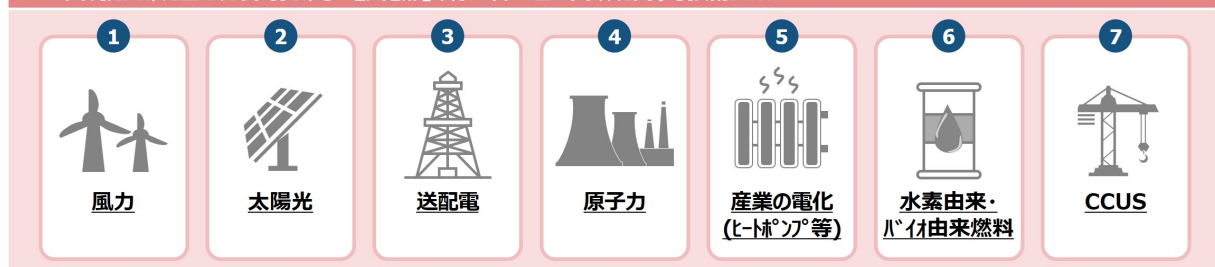 1
風力
2
太陽光
3
送配電
4
原子力
5
産業の電化
(ﾋｰﾄﾎﾟﾝﾌﾟ等)
6
水素由来・
ﾊﾞｲｵ由来燃料
7
CCUS